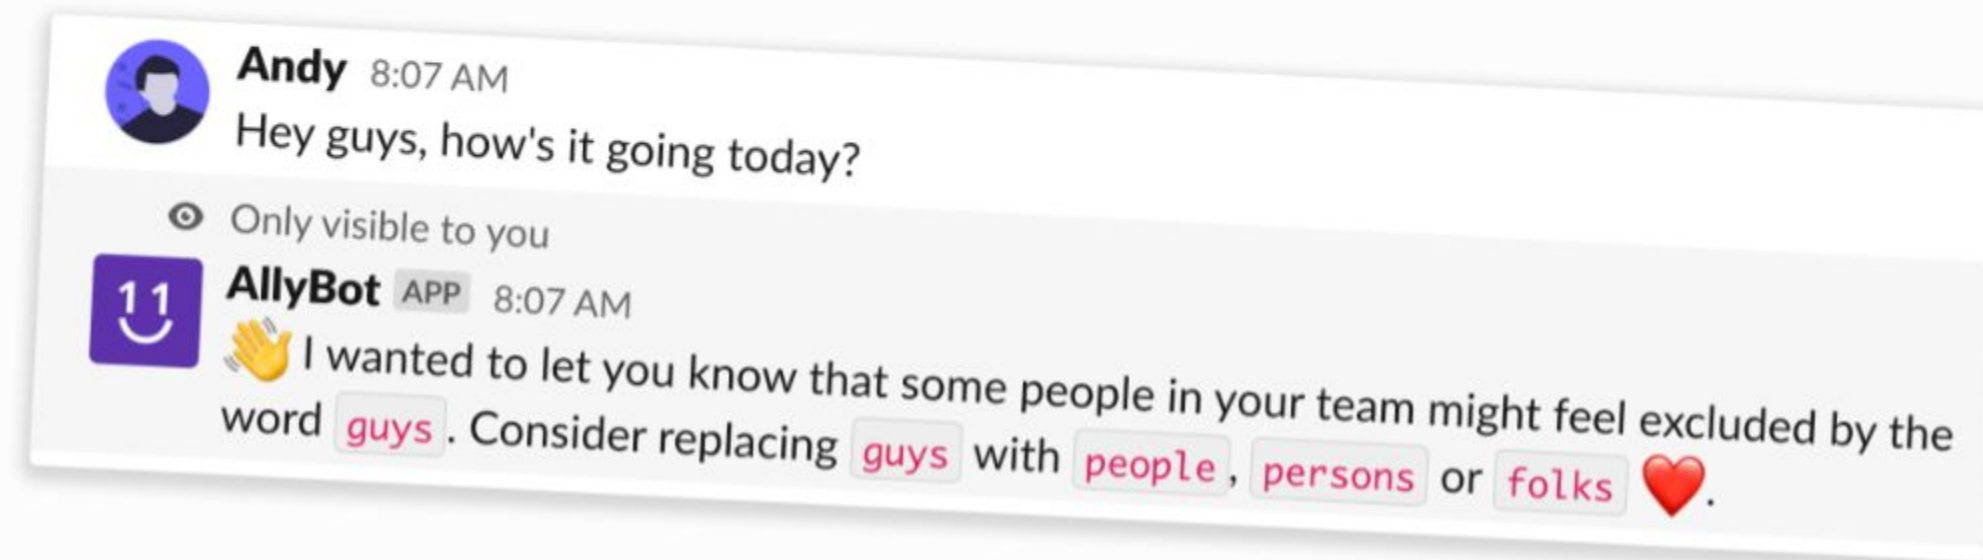 Andy 8:07 AM
Hey guys, how's it going today?
Only visible to you
AllyBot APP 8:07 AM
👋 I wanted to let you know that some people in your team might feel excluded by the
word guys. Consider replacing guys with people, persons or folks ❤️.